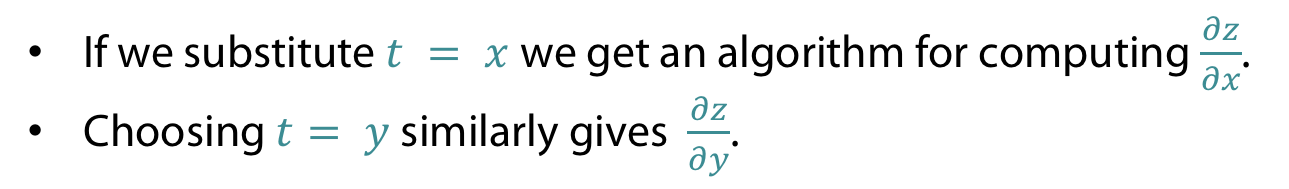 • If we substitute t = x we get an algorithm for computing ∂z/∂x.
• Choosing t = y similarly gives ∂z/∂y.